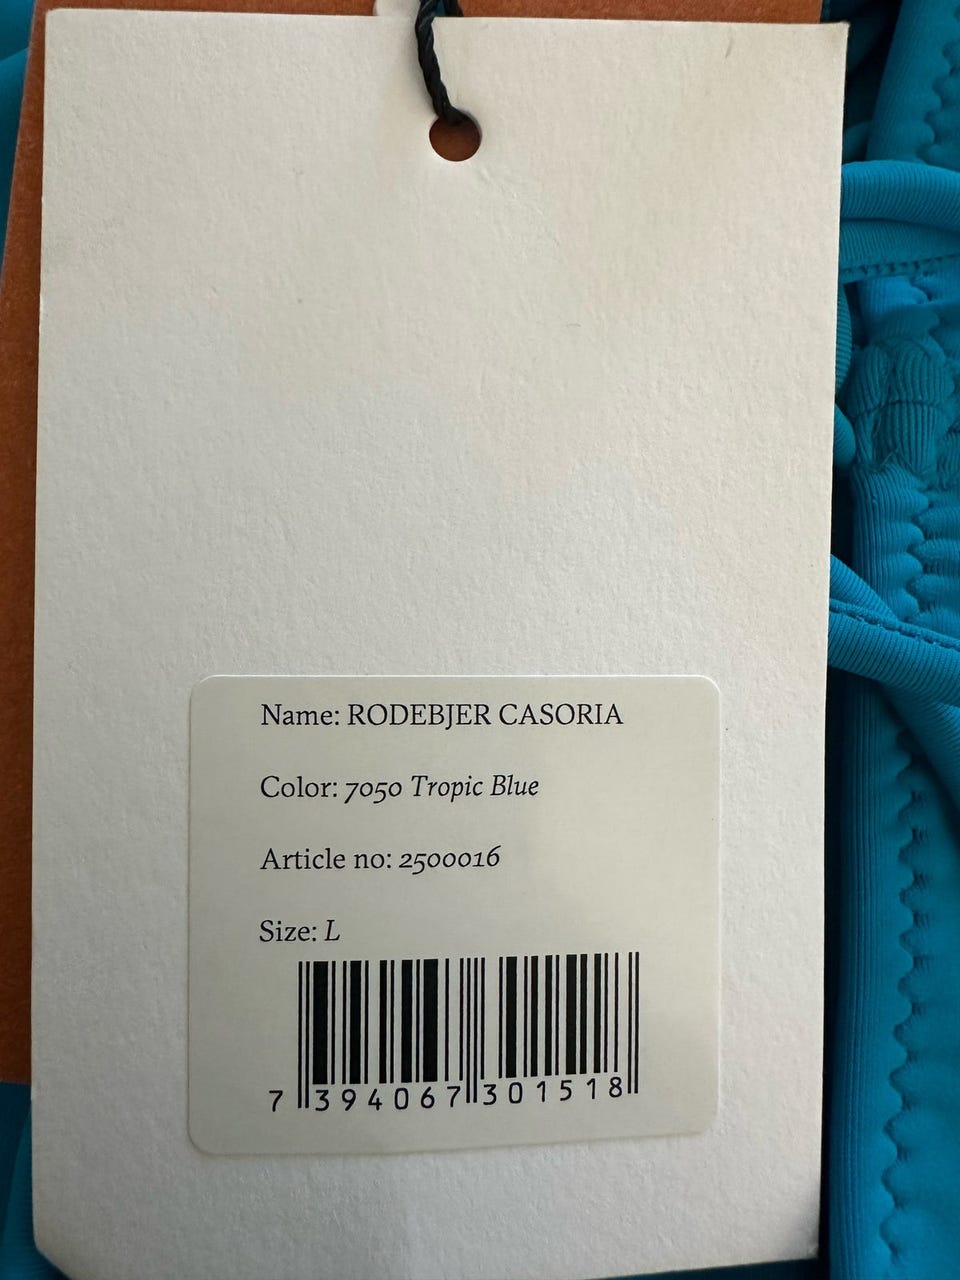 Name: RODEBJER CASORIA
Color: 7050 Tropic Blue
Article no: 2500016
Size: L
7 394067 301518